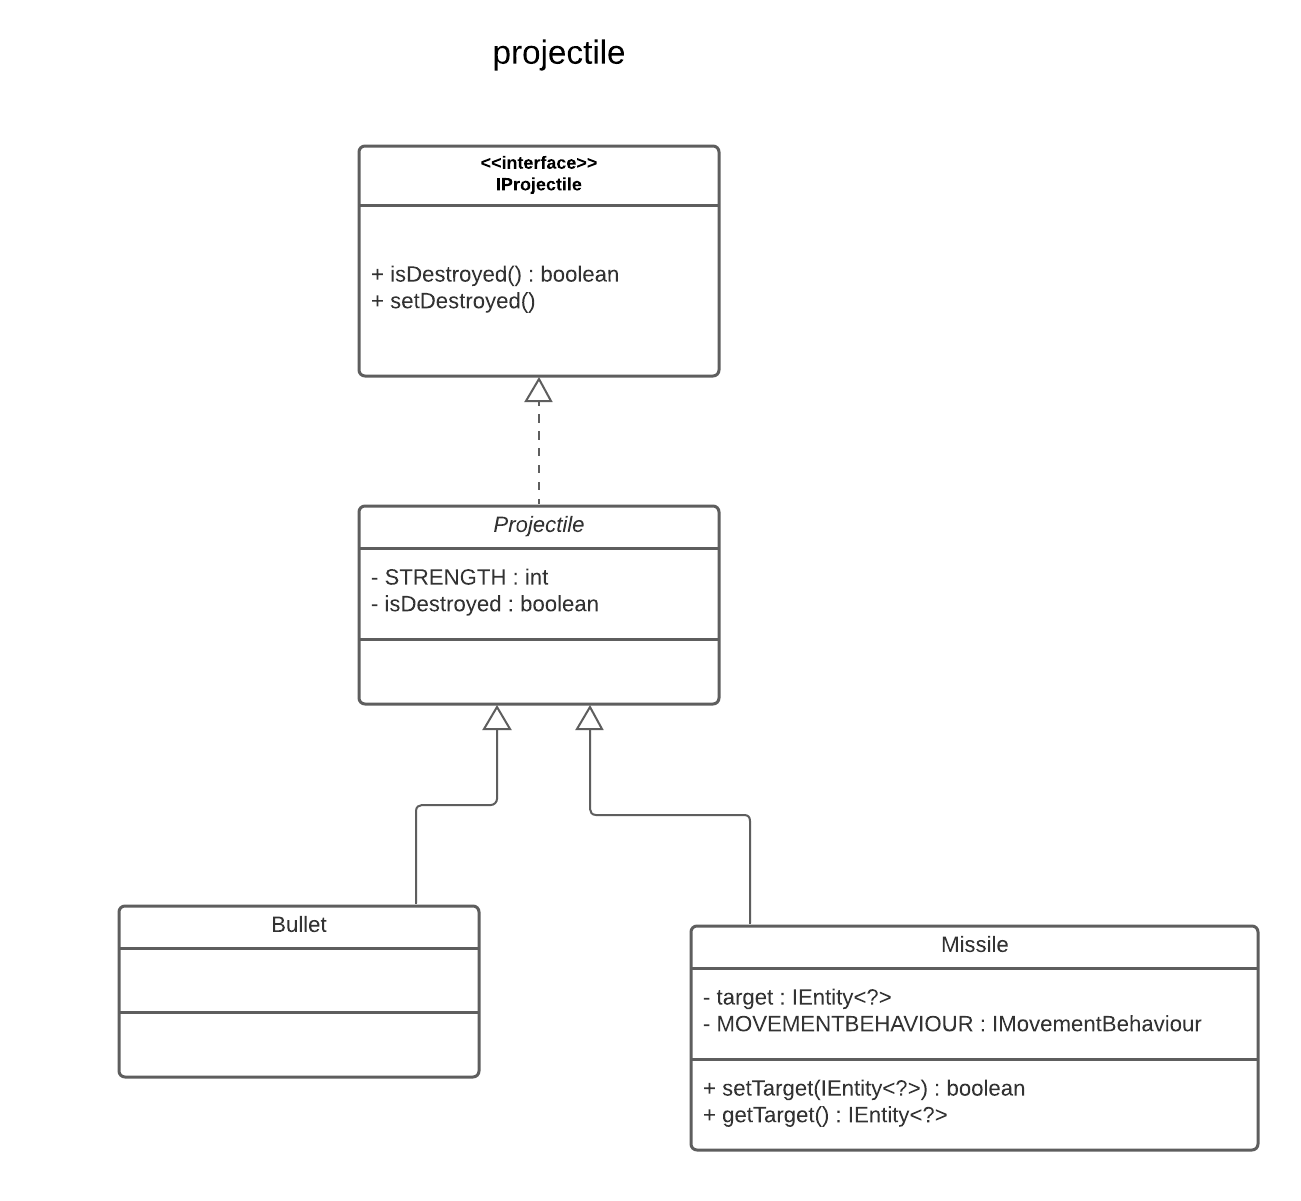 projectile
<<interface>>
IProjectile
+ isDestroyed() : boolean
+ setDestroyed()
Projectile
- STRENGTH : int
- isDestroyed : boolean
Bullet
Missile
- target : IEntity<?>
- MOVEMENTBEHAVIOUR : IMovementBehaviour
+ setTarget(IEntity<?>) : boolean
+ getTarget() : IEntity<?>